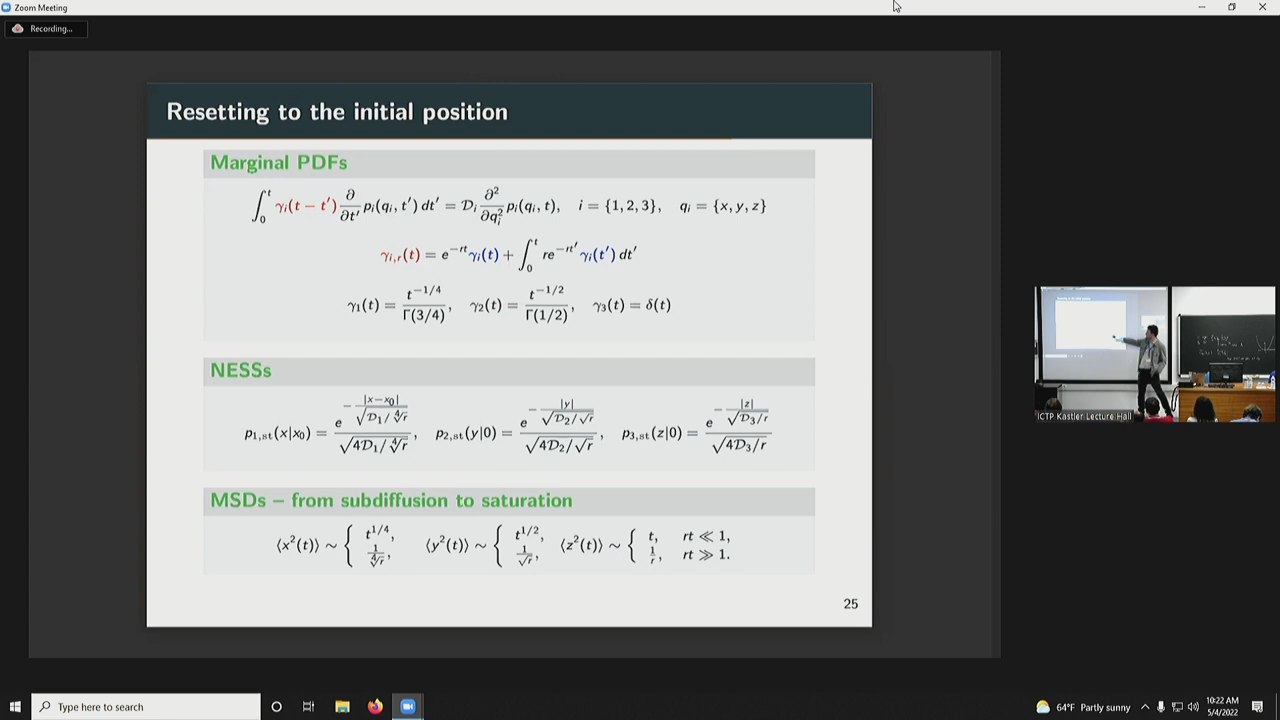 Zoom Meeting
Recording...
Resetting to the initial position
Marginal PDFs
∫₀ᵗ γᵢ(t − t′) ∂/∂t′ pᵢ(qᵢ, t′) dt′ = 𝒟ᵢ ∂²/∂qᵢ² pᵢ(qᵢ, t), i = {1, 2, 3}, qᵢ = {x, y, z}
γᵢ,ᵣ(t) = e^{−rt} γᵢ(t) + ∫₀ᵗ re^{−rt′} γᵢ(t′) dt′
γ₁(t) = t^{−1/4}/Γ(3/4), γ₂(t) = t^{−1/2}/Γ(1/2), γ₃(t) = δ(t)
NESSs
p₁,st(x|x₀) = e^{−|x−x₀|/√(𝒟₁/∜r)}/√(4𝒟₁/∜r), p₂,st(y|0) = e^{−|y|/√(𝒟₂/√r)}/√(4𝒟₂/√r), p₃,st(z|0) = e^{−|z|/√(𝒟₃/r)}/√(4𝒟₃/r)
MSDs – from subdiffusion to saturation
⟨x²(t)⟩ ∼ { t^{1/4}, 1/∜r, ⟨y²(t)⟩ ∼ { t^{1/2}, 1/√r, ⟨z²(t)⟩ ∼ { t, rt ≪ 1, 1/r, rt ≫ 1.
25
ICTP Kastler Lecture Hall
Type here to search
64°F Partly sunny
10:22 AM
5/4/2022